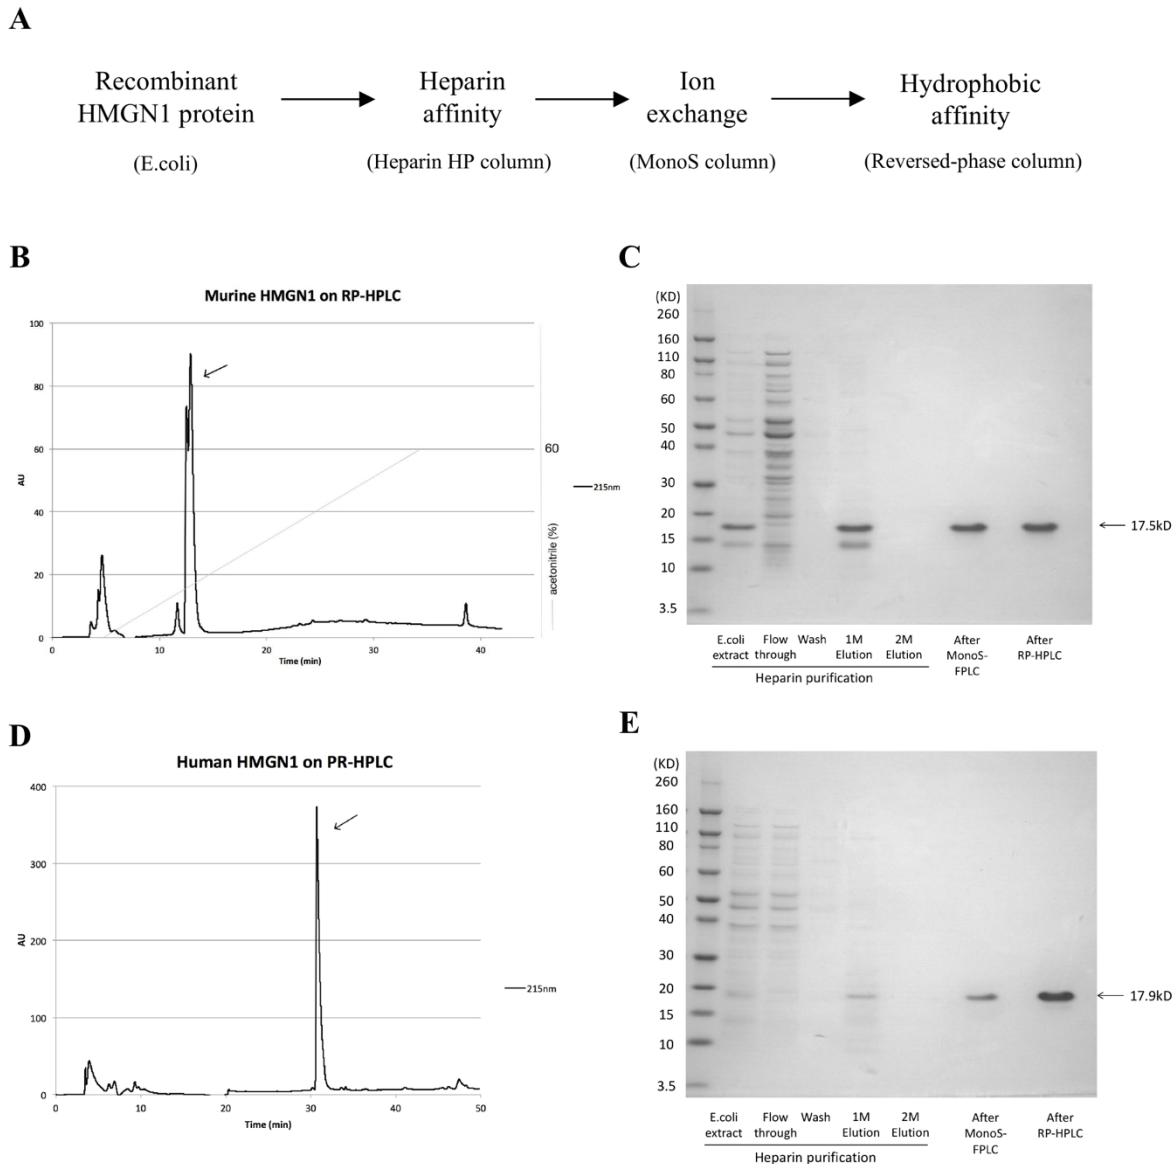 A
Recombinant
HMGN1 protein
(E.coli)
Heparin
affinity
(Heparin HP column)
Ion
exchange
(MonoS column)
Hydrophobic
affinity
(Reversed-phase column)
B
Murine HMGN1 on RP-HPLC
100
80
60
40
20
0
AU
0
10
20
30
40
Time (min)
60
acetonitrile (%)
215nm
C
(KD)
260
160
110
80
60
50
40
30
20
15
10
3.5
17.5kD
E.coli
extract
Flow
through
Wash
1M
Elution
2M
Elution
After
MonoS-
FPLC
After
RP-HPLC
Heparin purification
D
Human HMGN1 on PR-HPLC
400
300
200
100
0
AU
0
10
20
30
40
50
Time (min)
215nm
E
(KD)
260
160
110
80
60
50
40
30
20
15
10
3.5
17.9kD
E.coli
extract
Flow
through
Wash
1M
Elution
2M
Elution
After
MonoS-
FPLC
After
RP-HPLC
Heparin purification